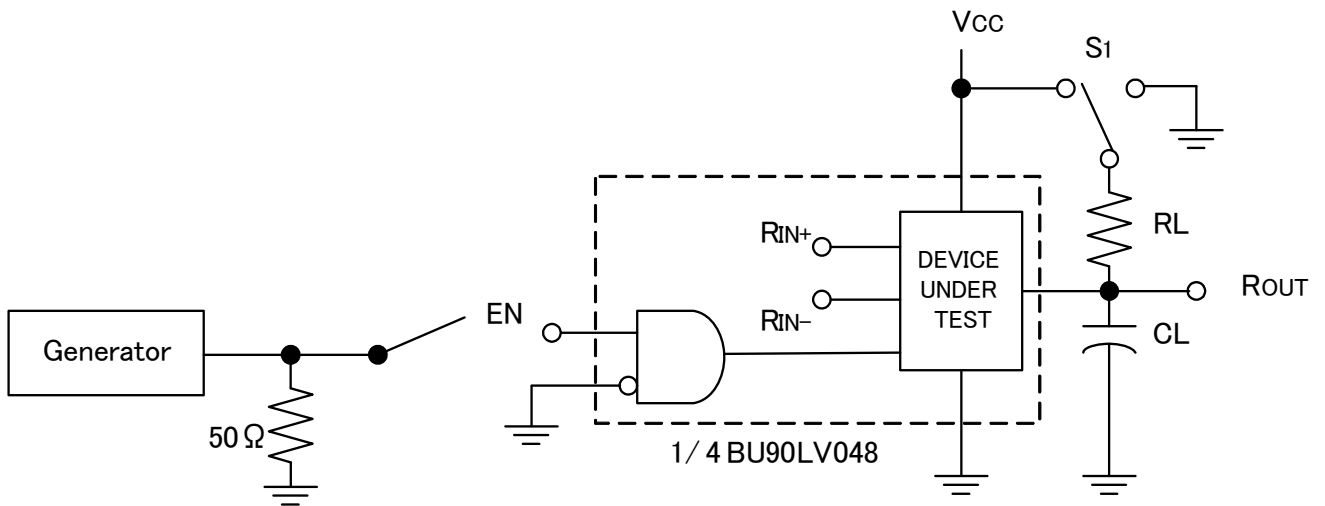 VCC
S1
RIN+
RL
DEVICE
UNDER
TEST
ROUT
EN
RIN−
Generator
CL
50Ω
1/4 BU90LV048